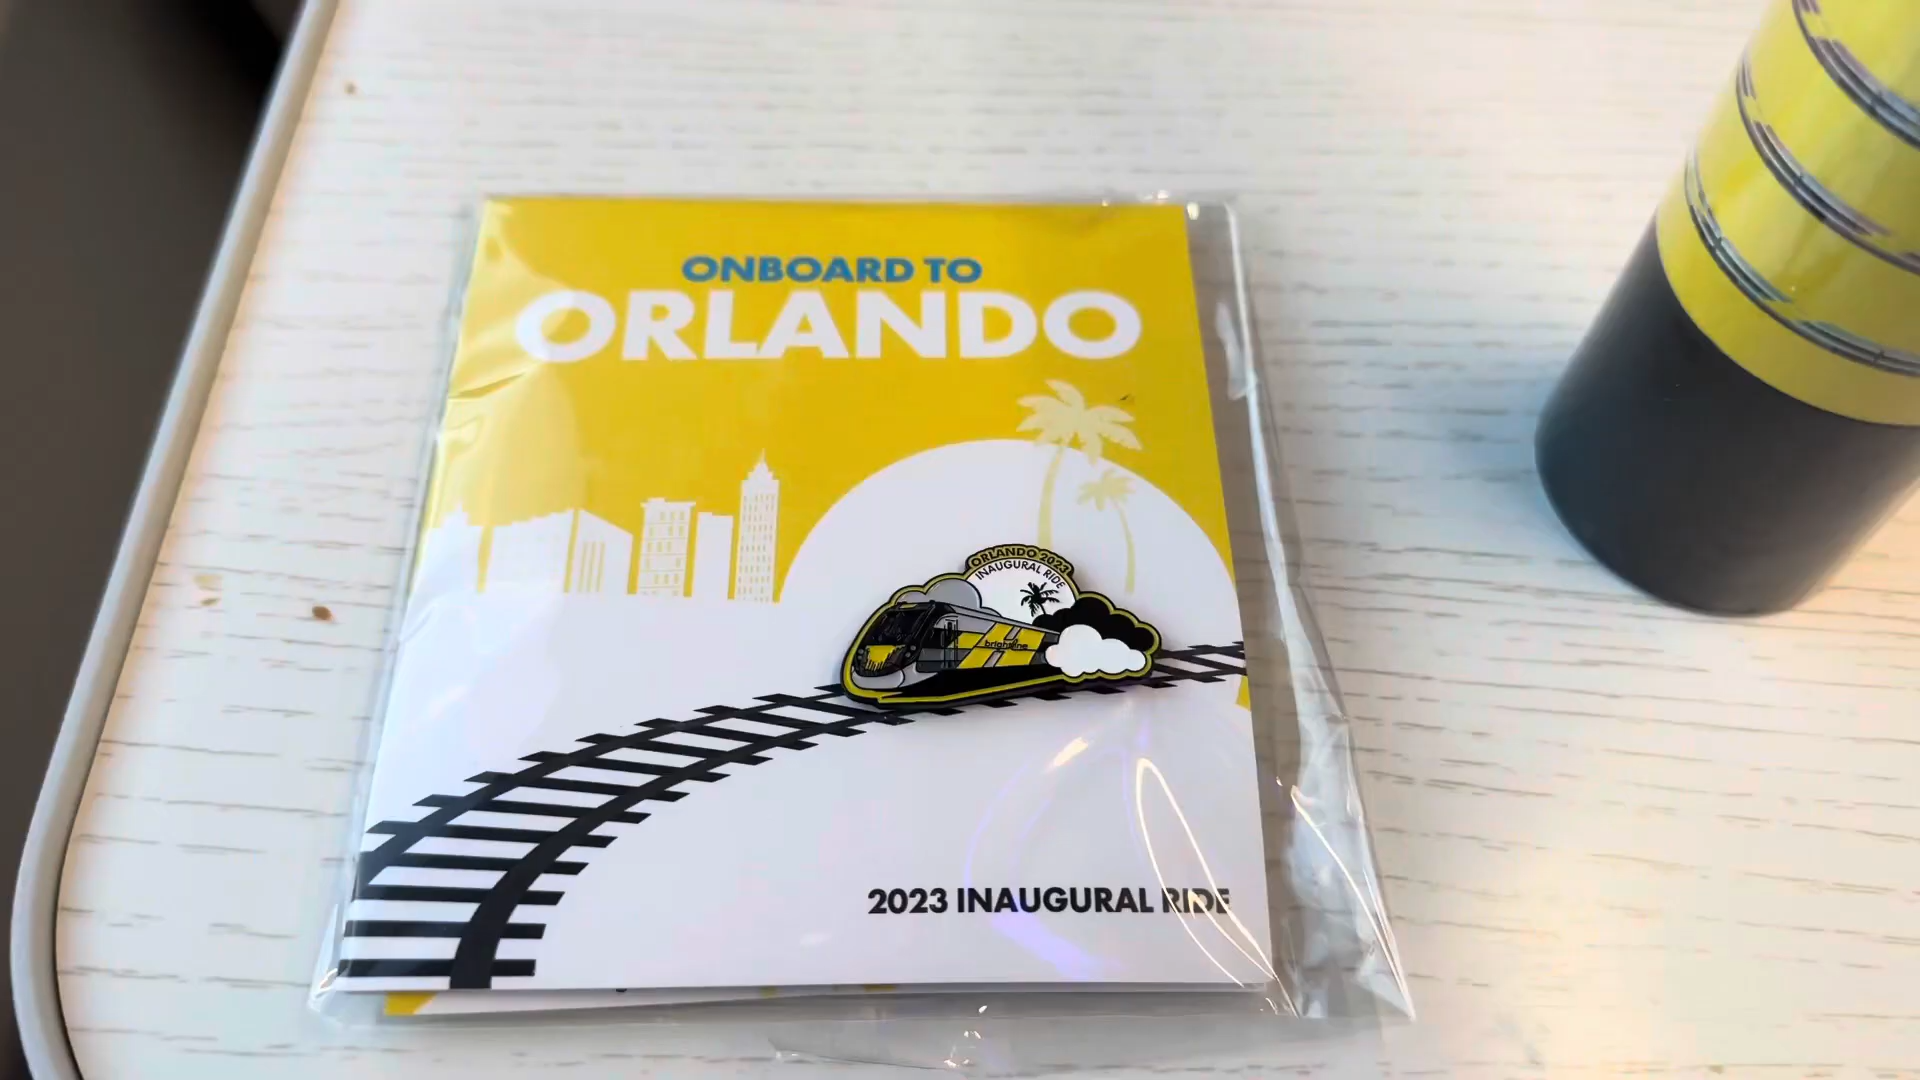 ONBOARD TO
ORLANDO
ORLANDO 2023
INAUGURAL RIDE
brightline
2023 INAUGURAL RIDE